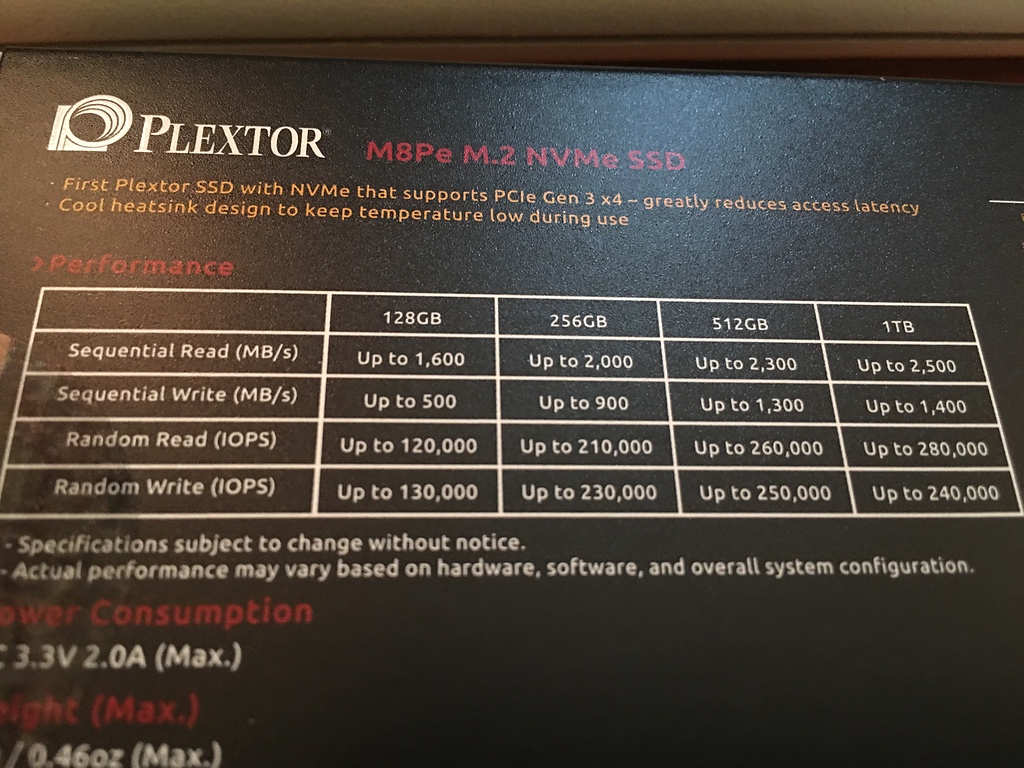 PLEXTOR® M8Pe M.2 NVMe SSD
· First Plextor SSD with NVMe that supports PCIe Gen 3 x4 – greatly reduces access latency
· Cool heatsink design to keep temperature low during use
>Performance
128GB 256GB 512GB 1TB
Sequential Read (MB/s) Up to 1,600 Up to 2,000 Up to 2,300 Up to 2,500
Sequential Write (MB/s) Up to 500 Up to 900 Up to 1,300 Up to 1,400
Random Read (IOPS) Up to 120,000 Up to 210,000 Up to 260,000 Up to 280,000
Random Write (IOPS) Up to 130,000 Up to 230,000 Up to 250,000 Up to 240,000
- Specifications subject to change without notice.
- Actual performance may vary based on hardware, software, and overall system configuration.
ower Consumption
C 3.3V 2.0A (Max.)
eight (Max.)
/ 0.46oz (Max.)